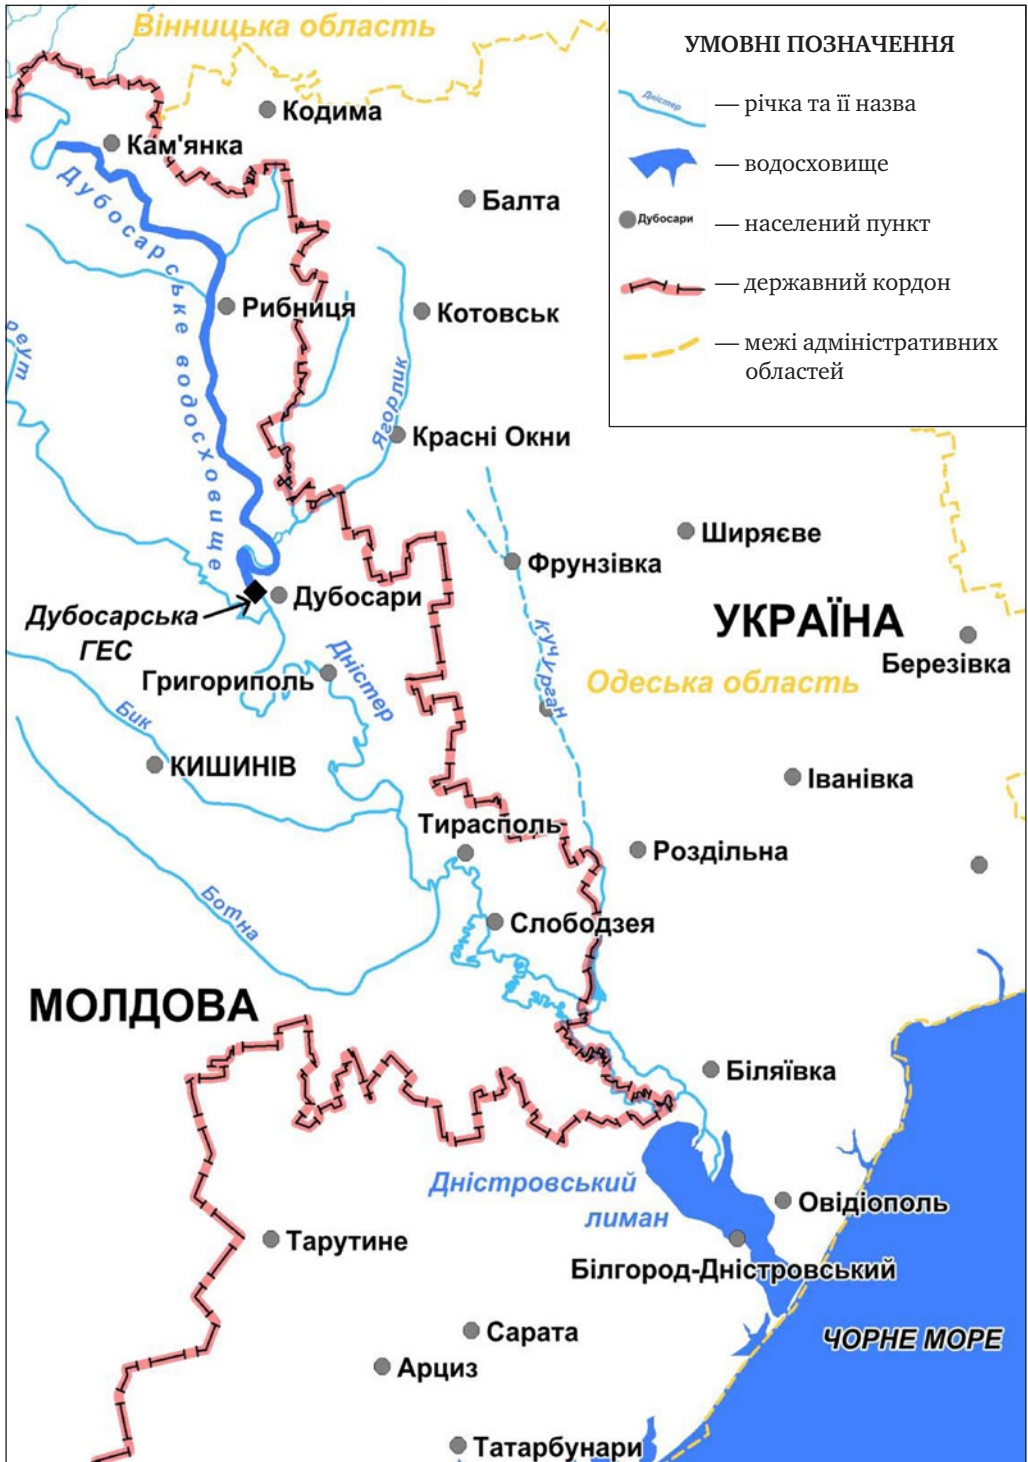 Вінницька область
УМОВНІ ПОЗНАЧЕННЯ
Дністер
— річка та її назва
— водосховище
Дубосари
— населений пункт
— державний кордон
— межі адміністративних
областей
Кодима
Кам'янка
Балта
Дубосарське водосховище
Рибниця
Котовськ
реут
Ягорлик
Красні Окни
Ширяєве
Фрунзівка
Дубосари
Дубосарська
ГЕС
УКРАЇНА
Кучурган
Березівка
Дністер
Григориполь
Одеська область
Бик
КИШИНІВ
Іванівка
Тирасполь
Роздільна
Ботна
Слободзея
МОЛДОВА
Біляївка
Дністровський
лиман
Овідіополь
Тарутине
Білгород-Дністровський
Сарата
ЧОРНЕ МОРЕ
Арциз
Татарбунари